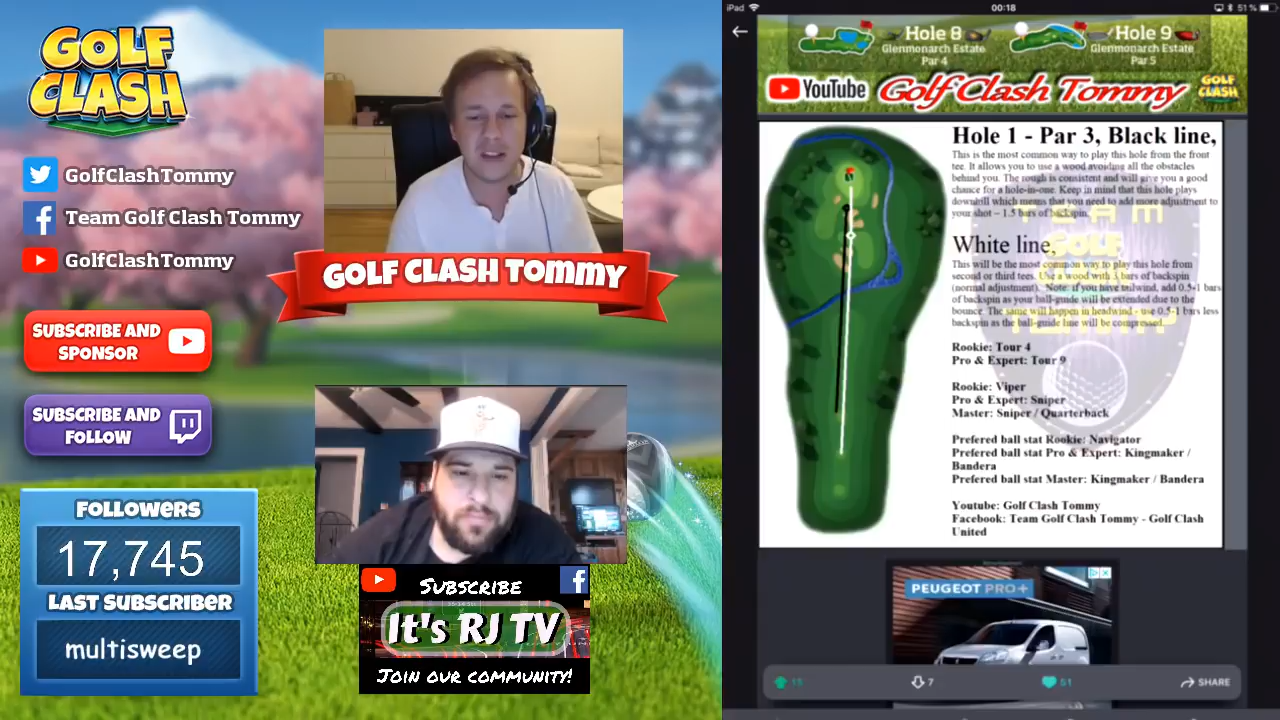 GOLF
CLASH
GolfClashTommy
Team Golf Clash Tommy
GolfClashTommy
SUBSCRIBE AND
SPONSOR
SUBSCRIBE AND
FOLLOW
FOLLOWERS
17,745
LAST SUBSCRIBER
multisweep
GOLF CLASH TOMMY
SUBSCRIBE
It's RJ TV
JOIN OUR COMMUNITY!
iPad
00:18
51 %
Hole 8
Glenmonarch Estate
Par 4
Hole 9
Glenmonarch Estate
Par 5
YouTube
Golf Clash Tommy
GOLF
CLASH
Hole 1 - Par 3, Black line,
This is the most common way to play this hole from the front
tee. It allows you to use a wood avoiding all the obstacles
behind you. The rough is consistent and will give you a good
chance for a hole-in-one. Keep in mind that this hole plays
downhill which means that you need to add more adjustment to
your shot – 1.5 bars of backspin.
White line,
This will be the most common way to play this hole from
second or third tees. Use a wood with 3 bars of backspin
(normal adjustment). Note: if you have tailwind, add 0.5-1 bars
of backspin as your ball-guide will be extended due to the
bounce. The same will happen in headwind - use 0.5-1 bars less
backspin as the ball-guide line will be compressed.
Rookie: Tour 4
Pro & Expert: Tour 9
Rookie: Viper
Pro & Expert: Sniper
Master: Sniper / Quarterback
Prefered ball stat Rookie: Navigator
Prefered ball stat Pro & Expert: Kingmaker /
Bandera
Prefered ball stat Master: Kingmaker / Bandera
Youtube: Golf Clash Tommy
Facebook: Team Golf Clash Tommy - Golf Clash
United
TEAM
GOLF
PEUGEOT PRO+
7
51
SHARE